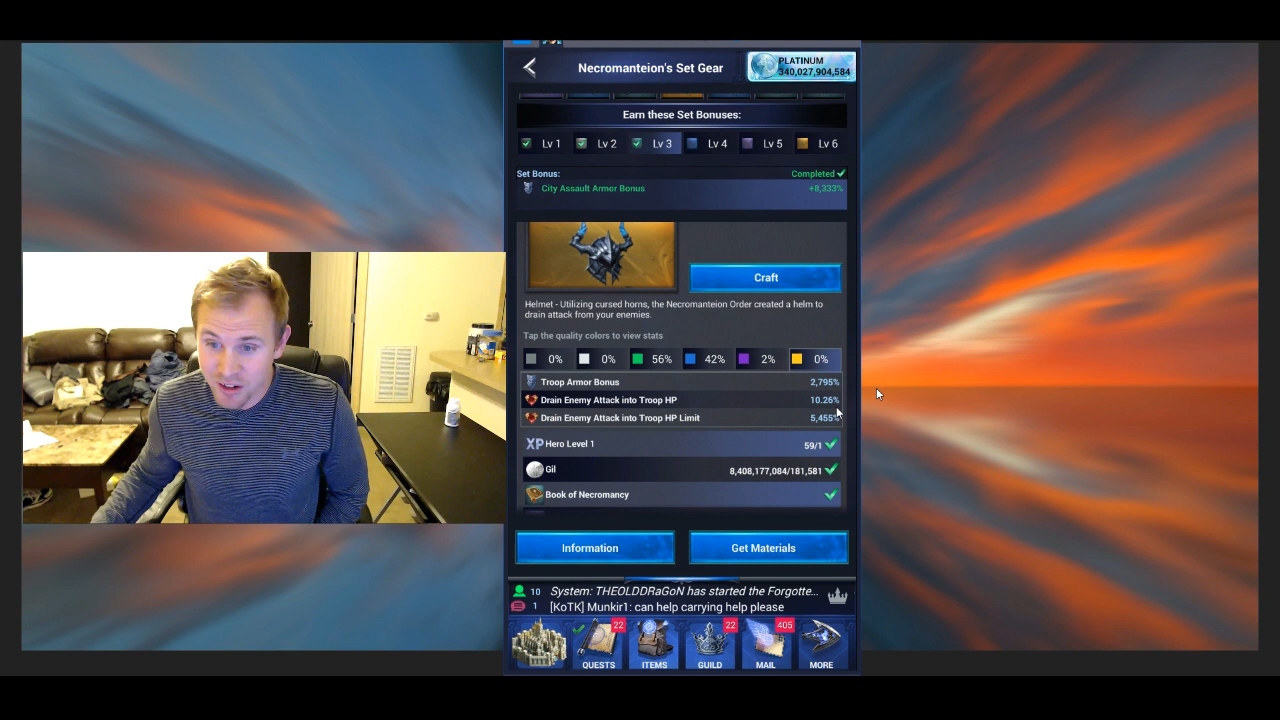 Necromanteion's Set Gear
PLATINUM
340,027,904,584
Earn these Set Bonuses:
Lv 1 Lv 2 Lv 3 Lv 4 Lv 5 Lv 6
Set Bonus: Completed
City Assault Armor Bonus +8,333%
Craft
Helmet - Utilizing cursed horns, the Necromanteion Order created a helm to
drain attack from your enemies.
Tap the quality colors to view stats
0% 0% 56% 42% 2% 0%
Troop Armor Bonus 2,795%
Drain Enemy Attack into Troop HP 10.26%
Drain Enemy Attack into Troop HP Limit 5,455%
XP Hero Level 1 59/1
Gil 8,408,177,084/181,581
Book of Necromancy
Information Get Materials
10 System: THEOLDDRaGoN has started the Forgotte...
1 [KoTK] Munkir1: can help carrying help please
22 22 405
QUESTS ITEMS GUILD MAIL MORE